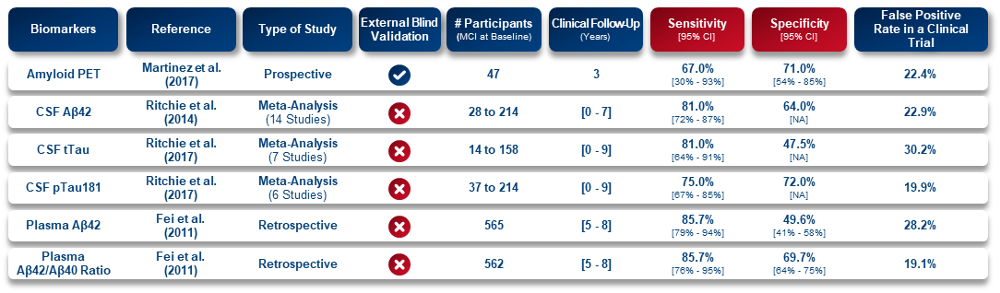 Biomarkers
Reference
Type of Study
External Blind
Validation
# Participants
(MCI at Baseline)
Clinical Follow-Up
(Years)
Sensitivity
[95% CI]
Specificity
[95% CI]
False Positive
Rate in a Clinical
Trial
Amyloid PET
Martinez et al.
(2017)
Prospective
47
3
67.0%
[30% - 93%]
71.0%
[54% - 85%]
22.4%
CSF Aβ42
Ritchie et al.
(2014)
Meta-Analysis
(14 Studies)
28 to 214
[0 - 7]
81.0%
[72% - 87%]
64.0%
[NA]
22.9%
CSF tTau
Ritchie et al.
(2017)
Meta-Analysis
(7 Studies)
14 to 158
[0 - 9]
81.0%
[64% - 91%]
47.5%
[NA]
30.2%
CSF pTau181
Ritchie et al.
(2017)
Meta-Analysis
(6 Studies)
37 to 214
[0 - 9]
75.0%
[67% - 85%]
72.0%
[NA]
19.9%
Plasma Aβ42
Fei et al.
(2011)
Retrospective
565
[5 - 8]
85.7%
[79% - 94%]
49.6%
[41% - 58%]
28.2%
Plasma
Aβ42/Aβ40 Ratio
Fei et al.
(2011)
Retrospective
562
[5 - 8]
85.7%
[76% - 95%]
69.7%
[64% - 75%]
19.1%